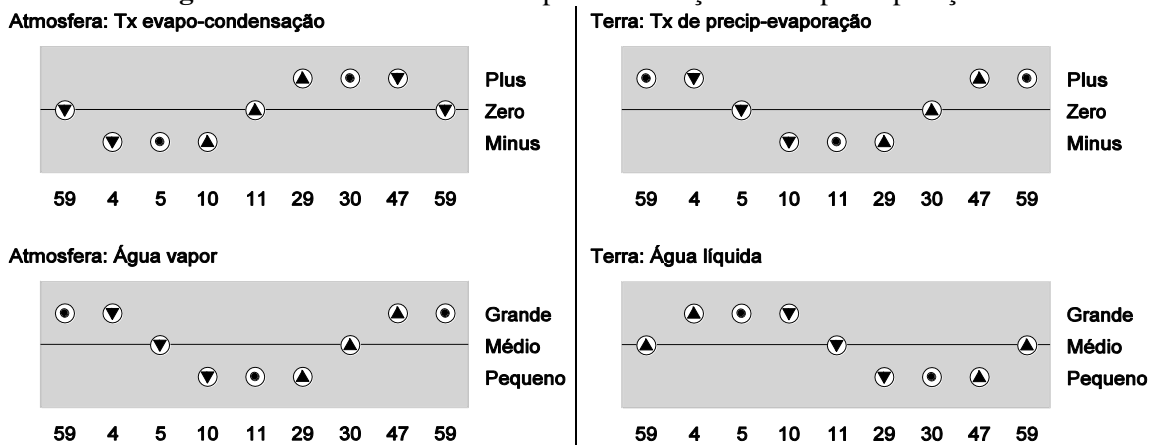 Atmosfera: Tx evapo-condensação
Plus
Zero
Minus
59 4 5 10 11 29 30 47 59
Terra: Tx de precip-evaporação
Plus
Zero
Minus
59 4 5 10 11 29 30 47 59
Atmosfera: Água vapor
Grande
Médio
Pequeno
59 4 5 10 11 29 30 47 59
Terra: Água líquida
Grande
Médio
Pequeno
59 4 5 10 11 29 30 47 59